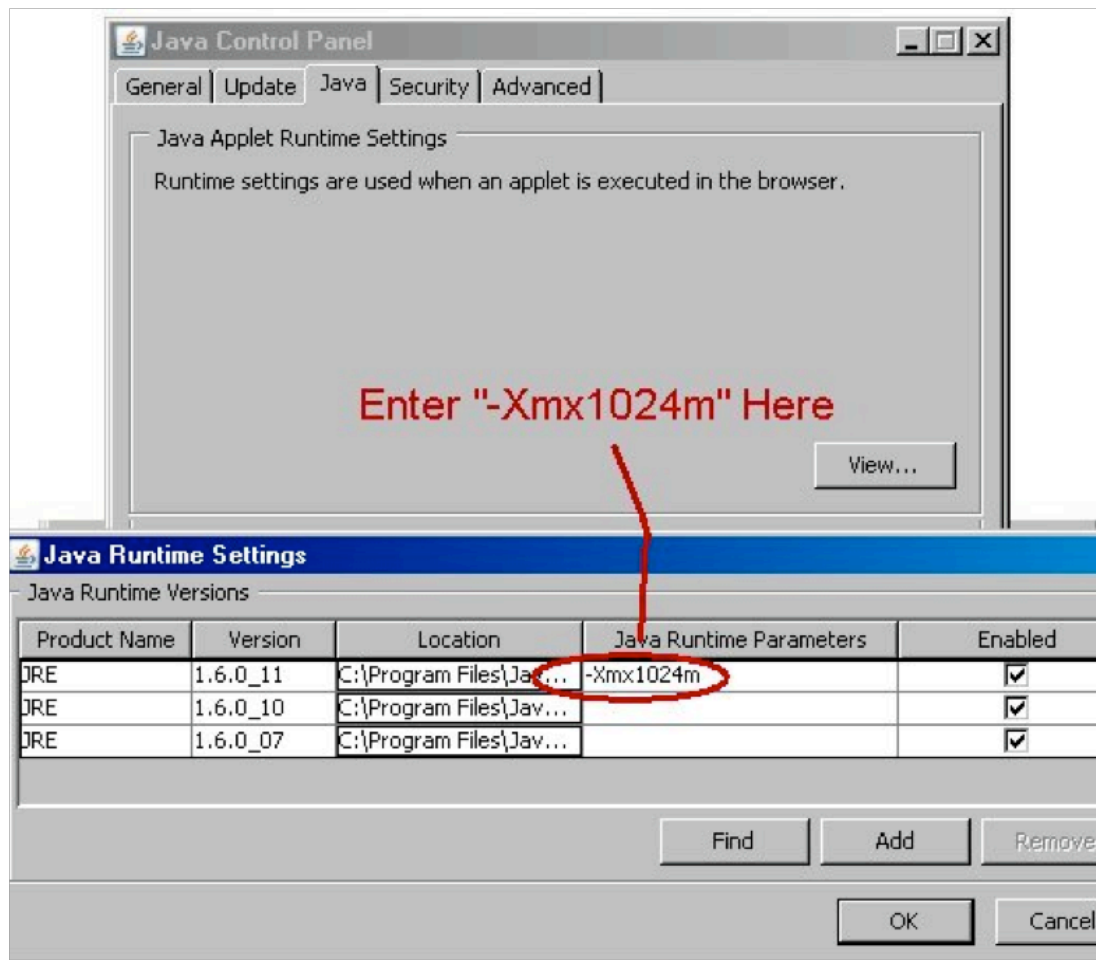 Java Control Panel
General Update Java Security Advanced
Java Applet Runtime Settings
Runtime settings are used when an applet is executed in the browser.
Enter "-Xmx1024m" Here
View...
Java Runtime Settings
Java Runtime Versions
Product Name Version Location Java Runtime Parameters Enabled
JRE 1.6.0_11 C:\Program Files\Jav... -Xmx1024m
JRE 1.6.0_10 C:\Program Files\Jav...
JRE 1.6.0_07 C:\Program Files\Jav...
Find Add Remove
OK Cancel